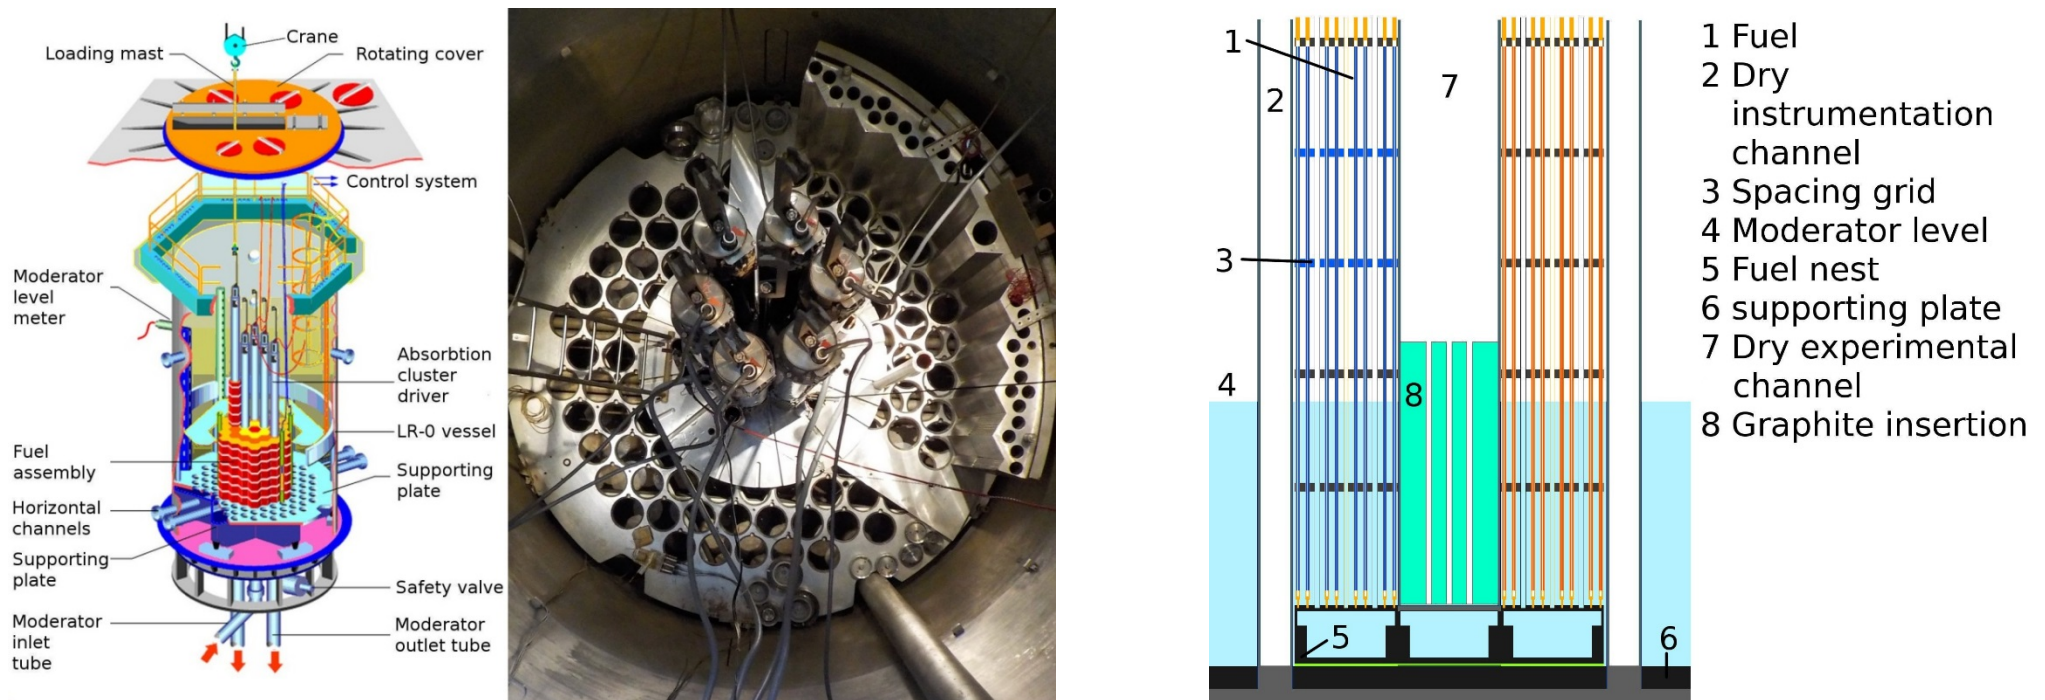 Crane
Loading mast
Rotating cover
Control system
Moderator
level
meter
Absorbtion
cluster
driver
LR-0 vessel
Fuel
assembly
Supporting
plate
Horizontal
channels
Supporting
plate
Safety valve
Moderator
inlet
tube
Moderator
outlet tube
1
2
7
3
4
8
5
6
1 Fuel
2 Dry
instrumentation
channel
3 Spacing grid
4 Moderator level
5 Fuel nest
6 supporting plate
7 Dry experimental
channel
8 Graphite insertion